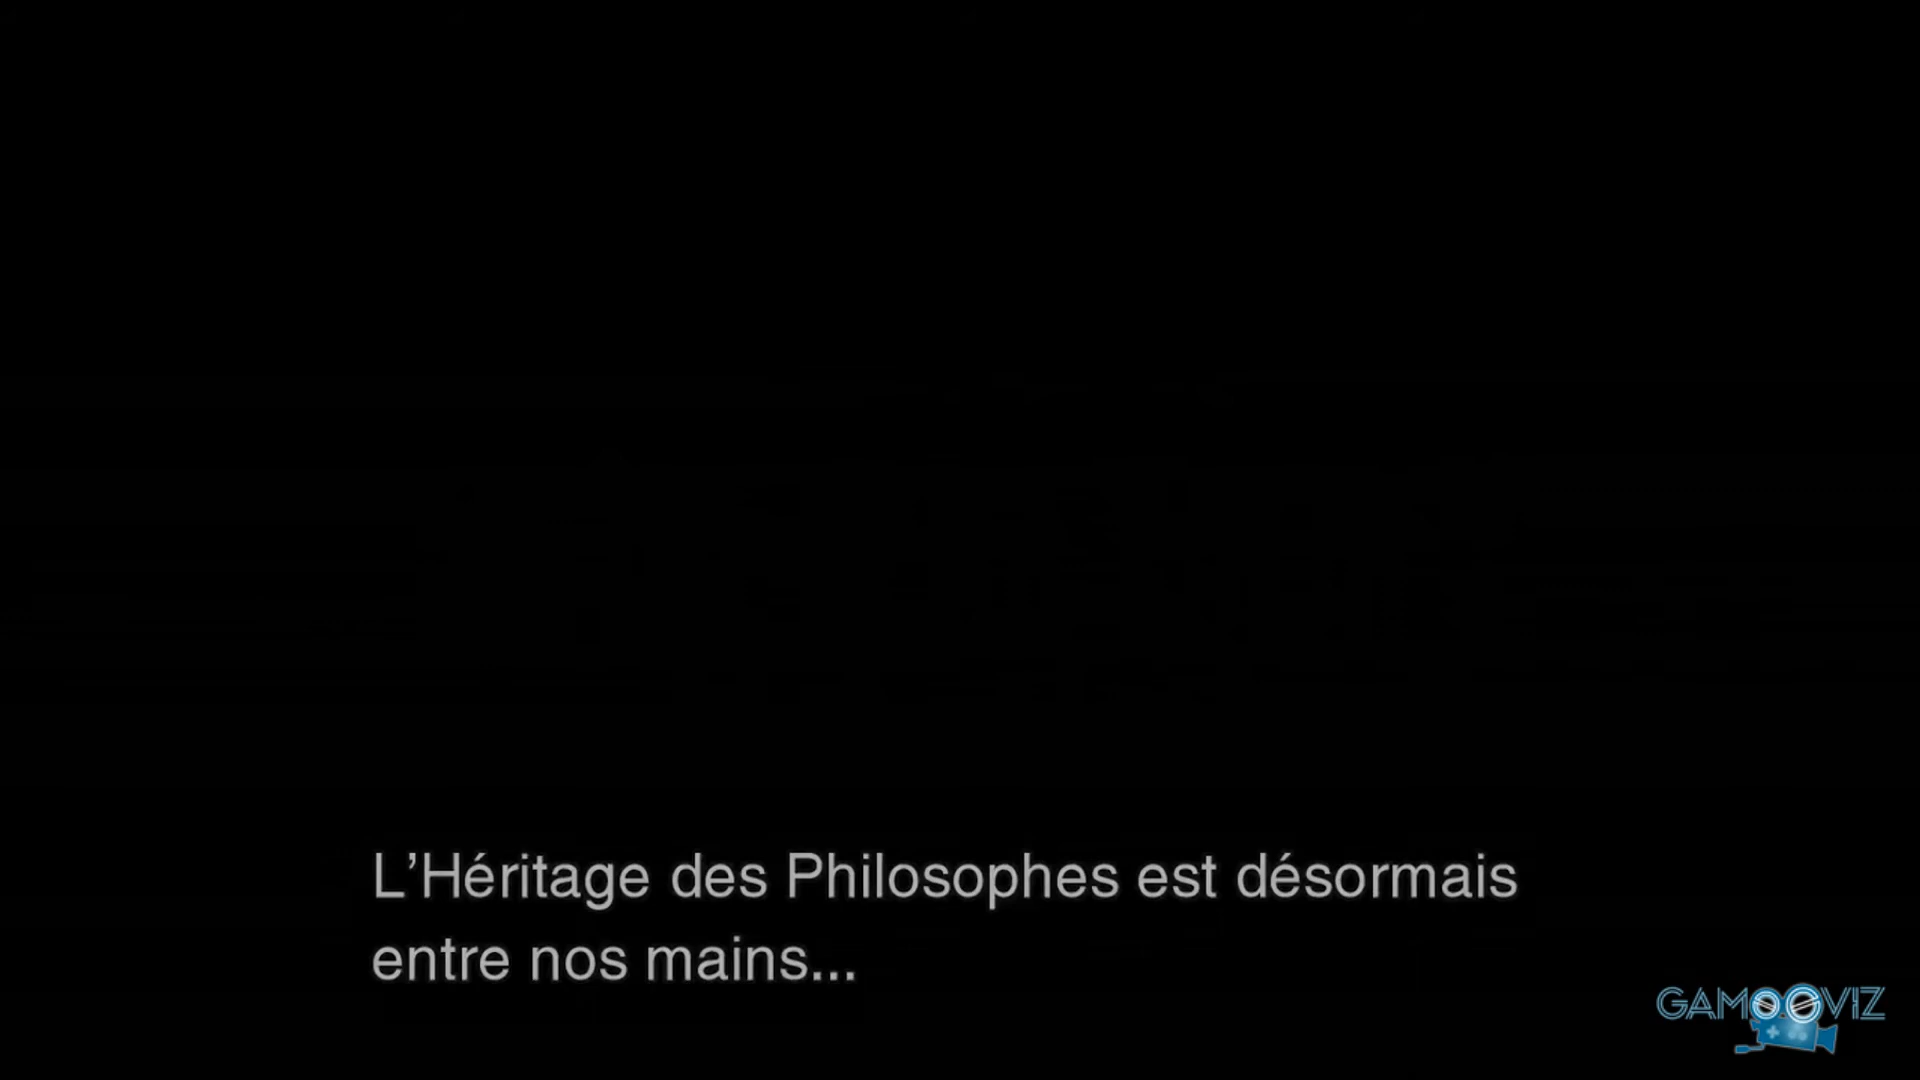 L’Héritage des Philosophes est désormais
entre nos mains...
GAMOOVIZ